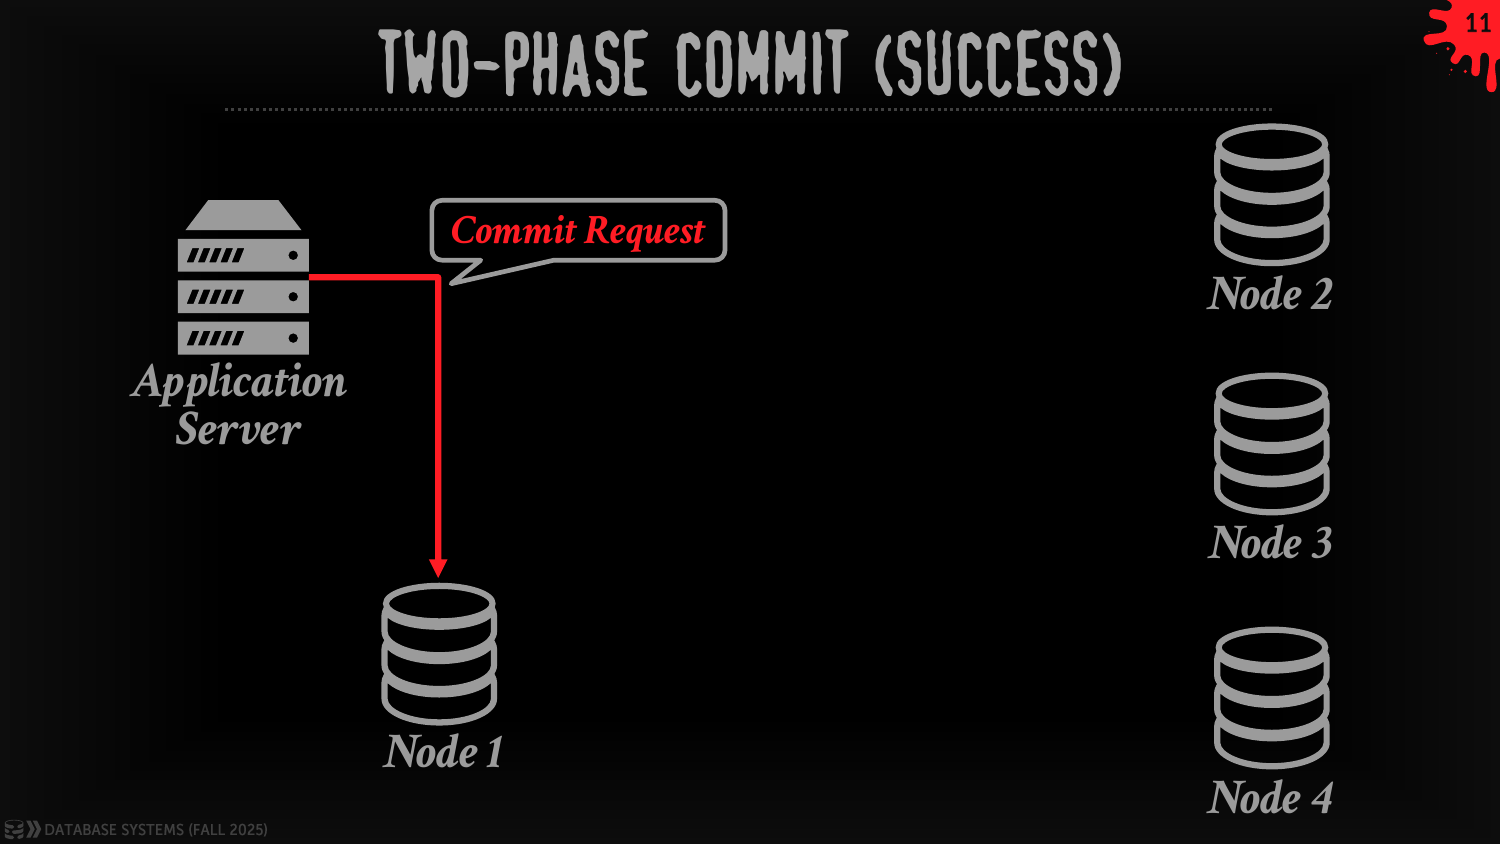 TWO-PHASE COMMIT (SUCCESS)
11
Commit Request
Application
Server
Node 1
Node 2
Node 3
Node 4
DATABASE SYSTEMS (FALL 2025)